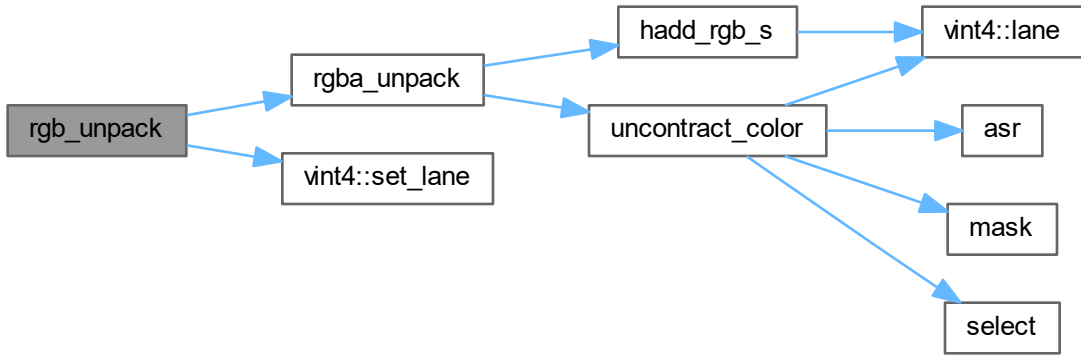 rgb_unpack
rgba_unpack
vint4::set_lane
hadd_rgb_s
uncontract_color
vint4::lane
asr
mask
select